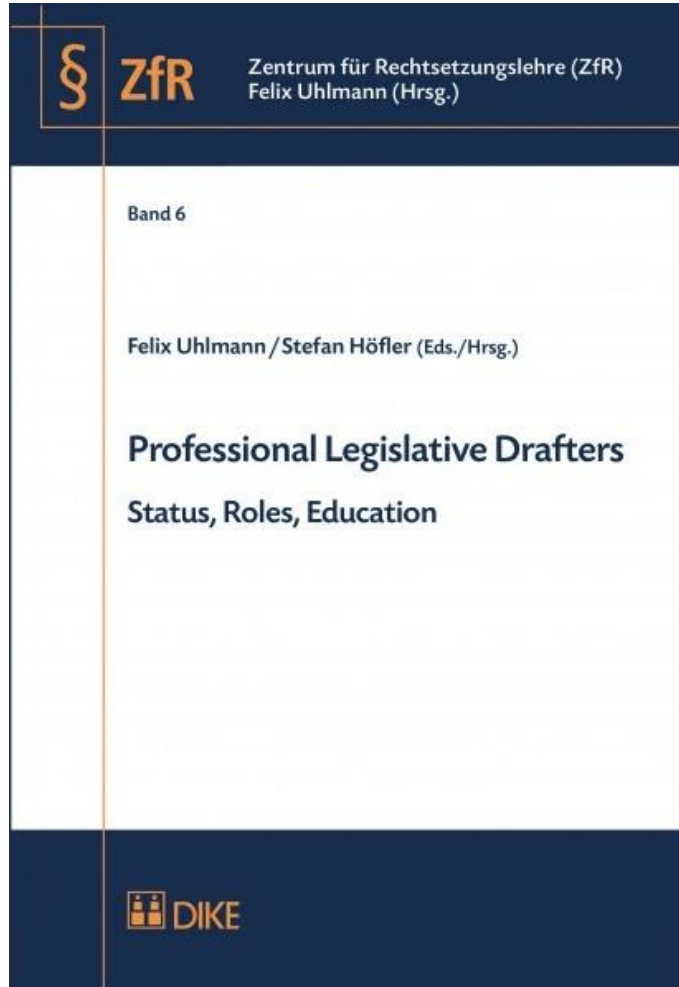 § ZfR
Zentrum für Rechtsetzungslehre (ZfR)
Felix Uhlmann (Hrsg.)
Band 6
Felix Uhlmann/Stefan Höfler (Eds./Hrsg.)
Professional Legislative Drafters
Status, Roles, Education
DIKE